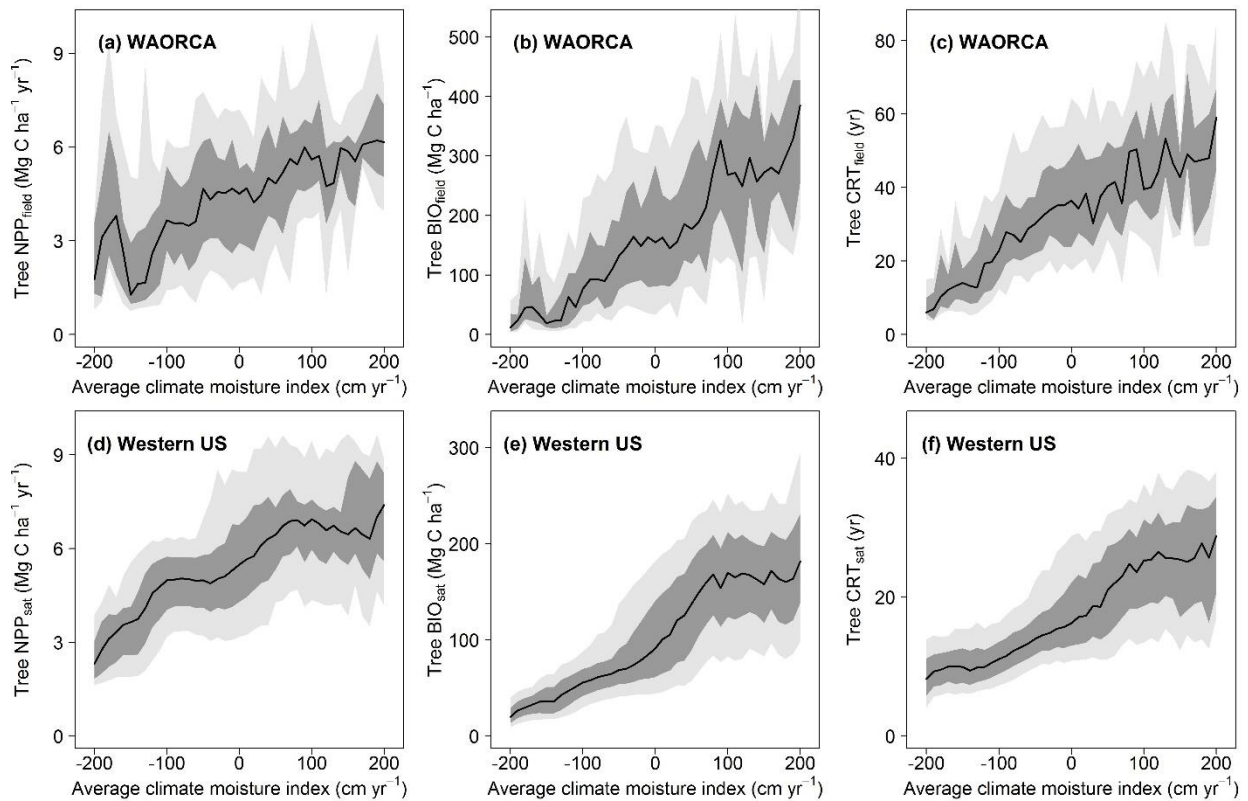 (a) WAORCA
Tree NPP_field (Mg C ha⁻¹ yr⁻¹)
9
6
3
0
-200 -100 0 100 200
Average climate moisture index (cm yr⁻¹)
(b) WAORCA
Tree BIO_field (Mg C ha⁻¹)
500
400
300
200
100
0
-200 -100 0 100 200
Average climate moisture index (cm yr⁻¹)
(c) WAORCA
Tree CRT_field (yr)
80
60
40
20
0
-200 -100 0 100 200
Average climate moisture index (cm yr⁻¹)
(d) Western US
Tree NPP_sat (Mg C ha⁻¹ yr⁻¹)
9
6
3
0
-200 -100 0 100 200
Average climate moisture index (cm yr⁻¹)
(e) Western US
Tree BIO_sat (Mg C ha⁻¹)
300
200
100
0
-200 -100 0 100 200
Average climate moisture index (cm yr⁻¹)
(f) Western US
Tree CRT_sat (yr)
40
20
0
-200 -100 0 100 200
Average climate moisture index (cm yr⁻¹)